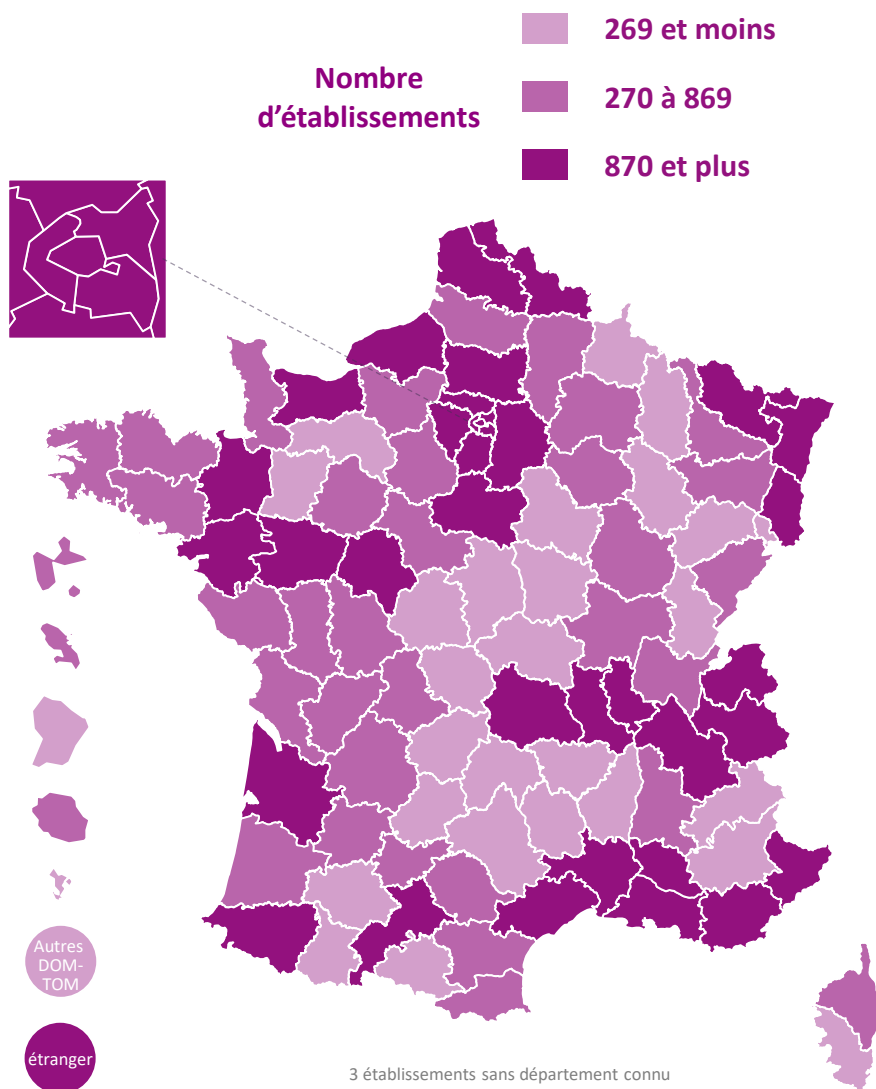 269 et moins
Nombre
d'établissements
270 à 869
870 et plus
Autres
DOM-
TOM
étranger
3 établissements sans département connu